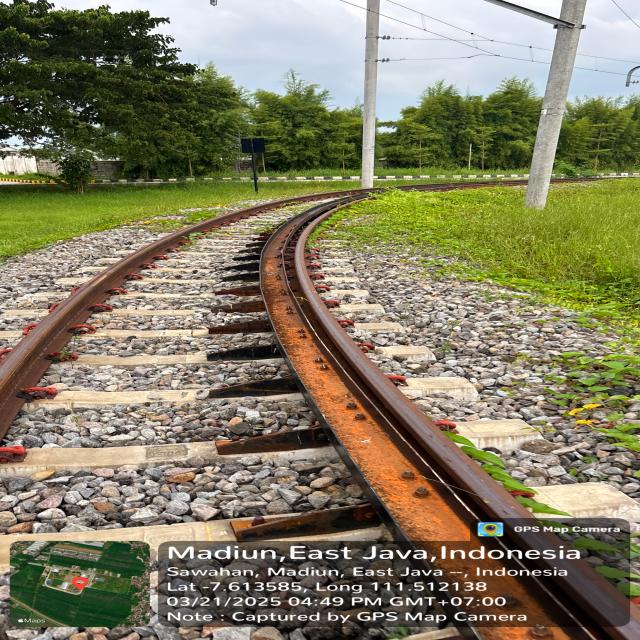 GPS Map Camera
Madiun,East Java,Indonesia
Sawahan, Madiun, East Java –, Indonesia
Lat -7.613585, Long 111.512138
03/21/2025 04:49 PM GMT+07:00
Note : Captured by GPS Map Camera
Maps